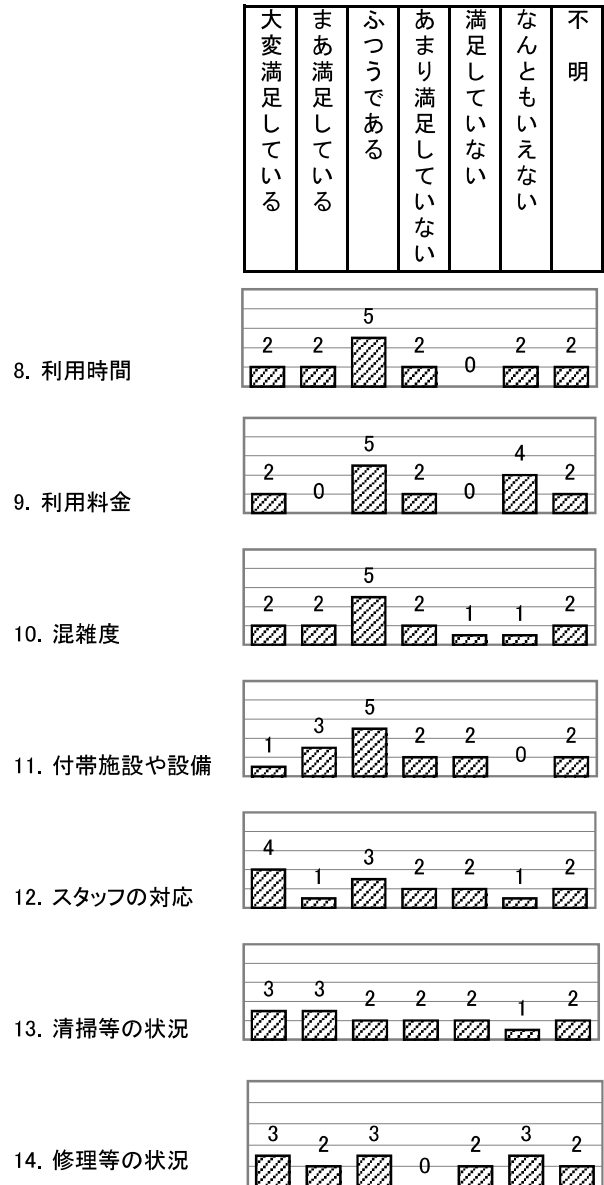 大変満足している
まあ満足している
ふつうである
あまり満足していない
満足していない
なんともいえない
不 明
8. 利用時間
2 2 5 2 0 2 2
9. 利用料金
2 0 5 2 0 4 2
10. 混雑度
2 2 5 2 1 1 2
11. 付帯施設や設備
1 3 5 2 2 0 2
12. スタッフの対応
4 1 3 2 2 1 2
13. 清掃等の状況
3 3 2 2 2 1 2
14. 修理等の状況
3 2 3 0 2 3 2